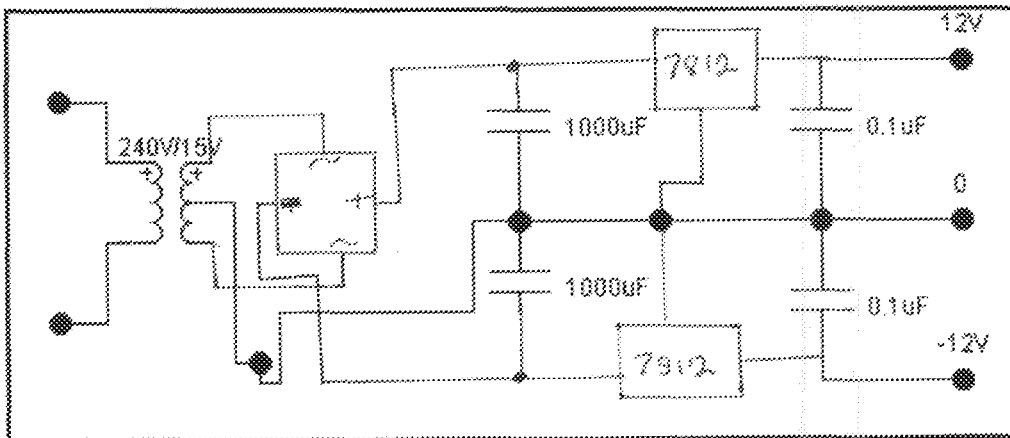 12V
7812
240V/15V
1000uF
0.1uF
+
+
~
-
+
~
0
1000uF
0.1uF
7912
-12V